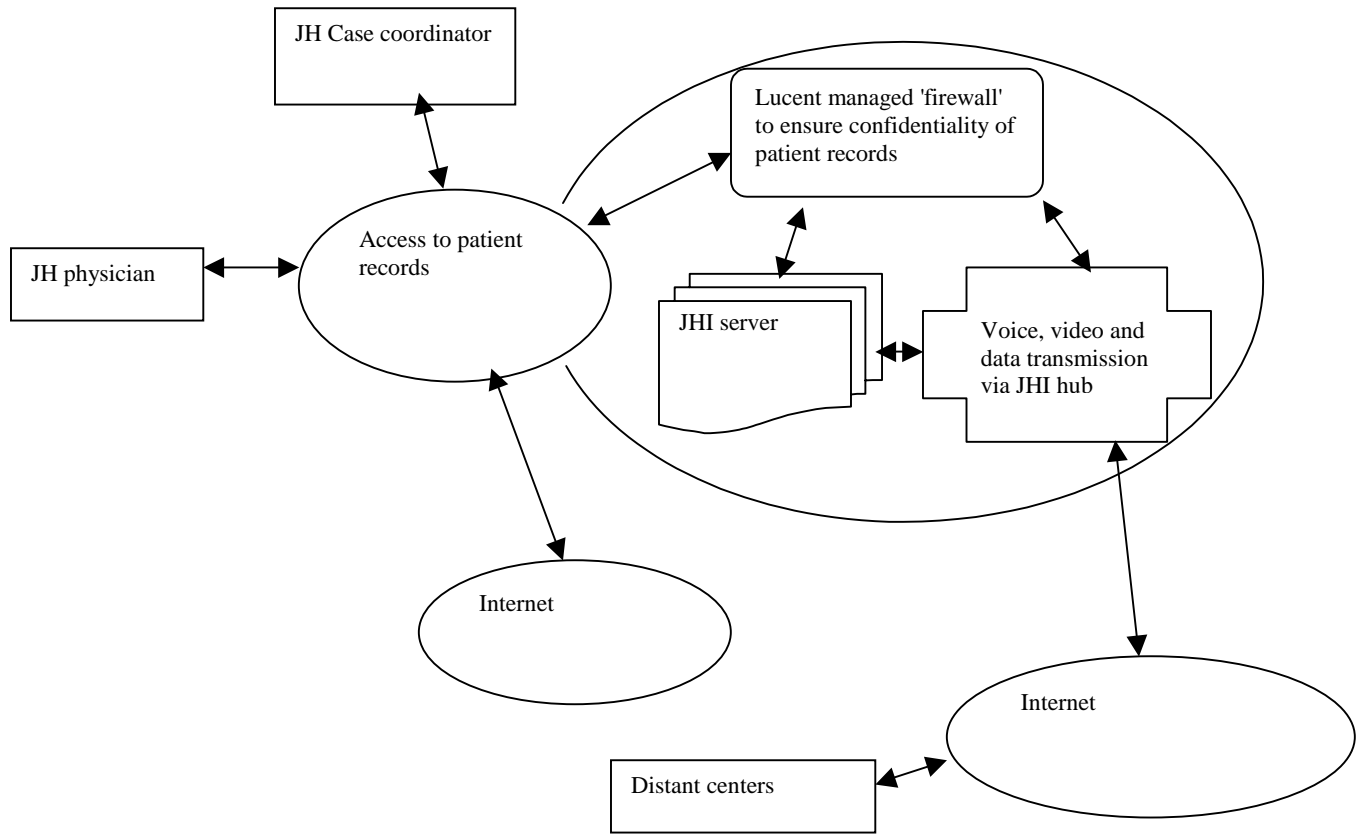 JH Case coordinator
Lucent managed 'firewall'
to ensure confidentiality of
patient records
Access to patient
records
JH physician
JHI server
Voice, video and
data transmission
via JHI hub
Internet
Internet
Distant centers